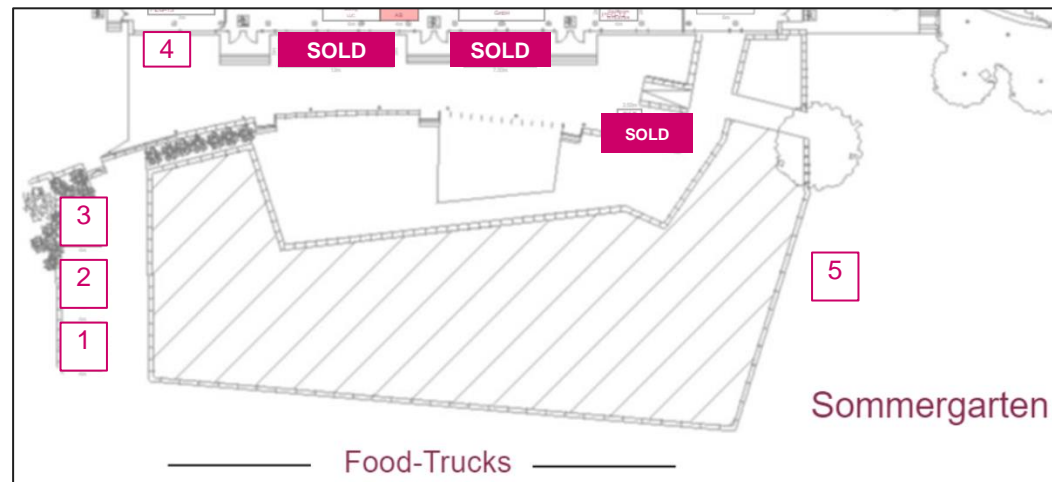 4
SOLD
SOLD
SOLD
3
2
5
1
Sommergarten
Food-Trucks